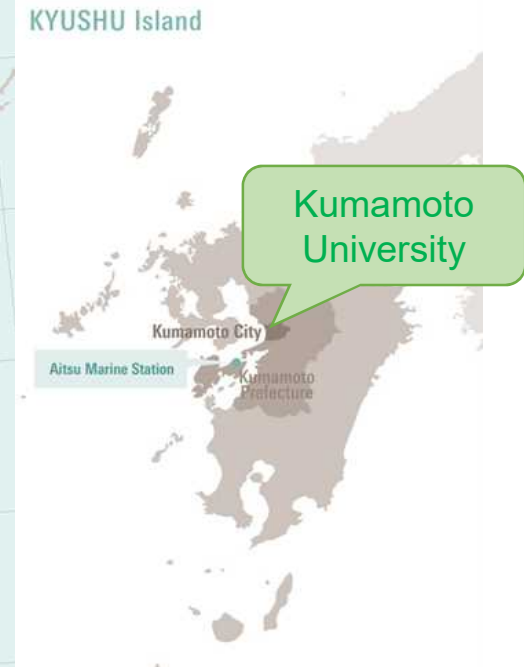 KYUSHU Island
Kumamoto
University
Kumamoto City
Aitsu Marine Station
Kumamoto
Prefecture